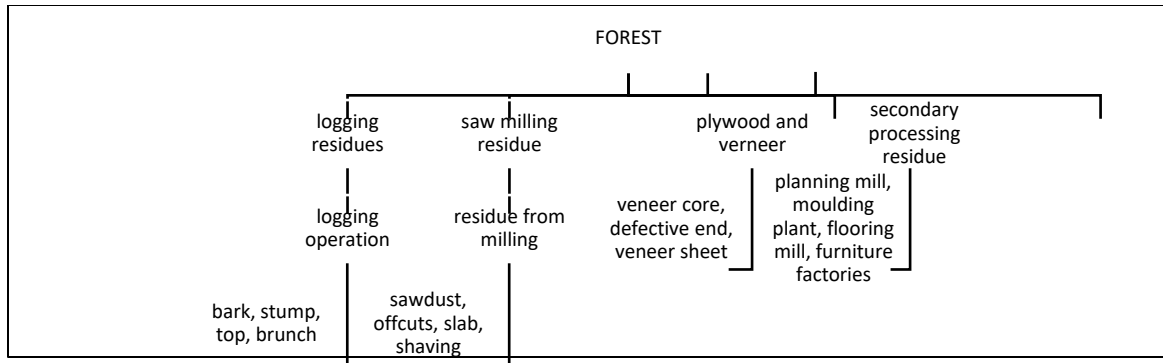 FOREST
logging
residues
saw milling
residue
plywood and
verneer
secondary
processing
residue
logging
operation
residue from
milling
veneer core,
defective end,
veneer sheet
planning mill,
moulding
plant, flooring
mill, furniture
factories
bark, stump,
top, brunch
sawdust,
offcuts, slab,
shaving